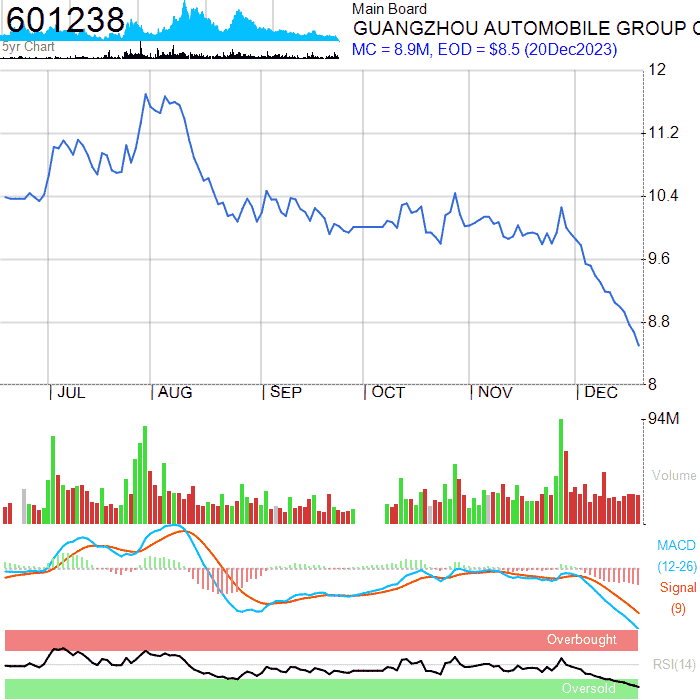 601238
5yr Chart
Main Board
GUANGZHOU AUTOMOBILE GROUP C
MC = 8.9M, EOD = $8.5 (20Dec2023)
12
11.2
10.4
9.6
8.8
8
JUL AUG SEP OCT NOV DEC
94M
Volume
MACD
(12-26)
Signal
(9)
Overbought
RSI(14)
Oversold